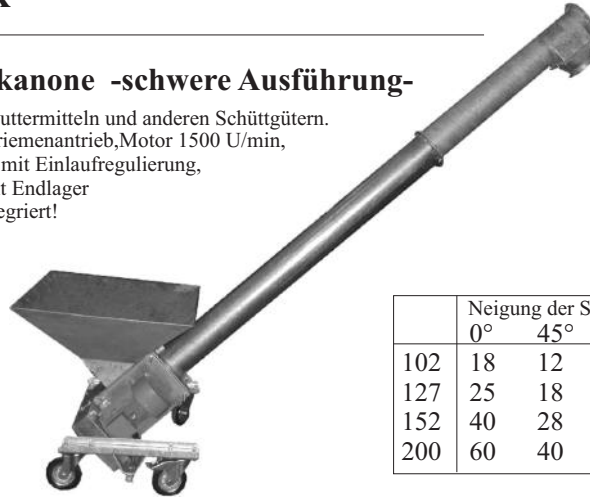 kanone -schwere Ausführung-
uttermitteln und anderen Schüttgütern.
riemenantrieb,Motor 1500 U/min,
mit Einlaufregulierung,
t Endlager
egriert!
Neigung der S
0° 45°
102 18 12
127 25 18
152 40 28
200 60 40